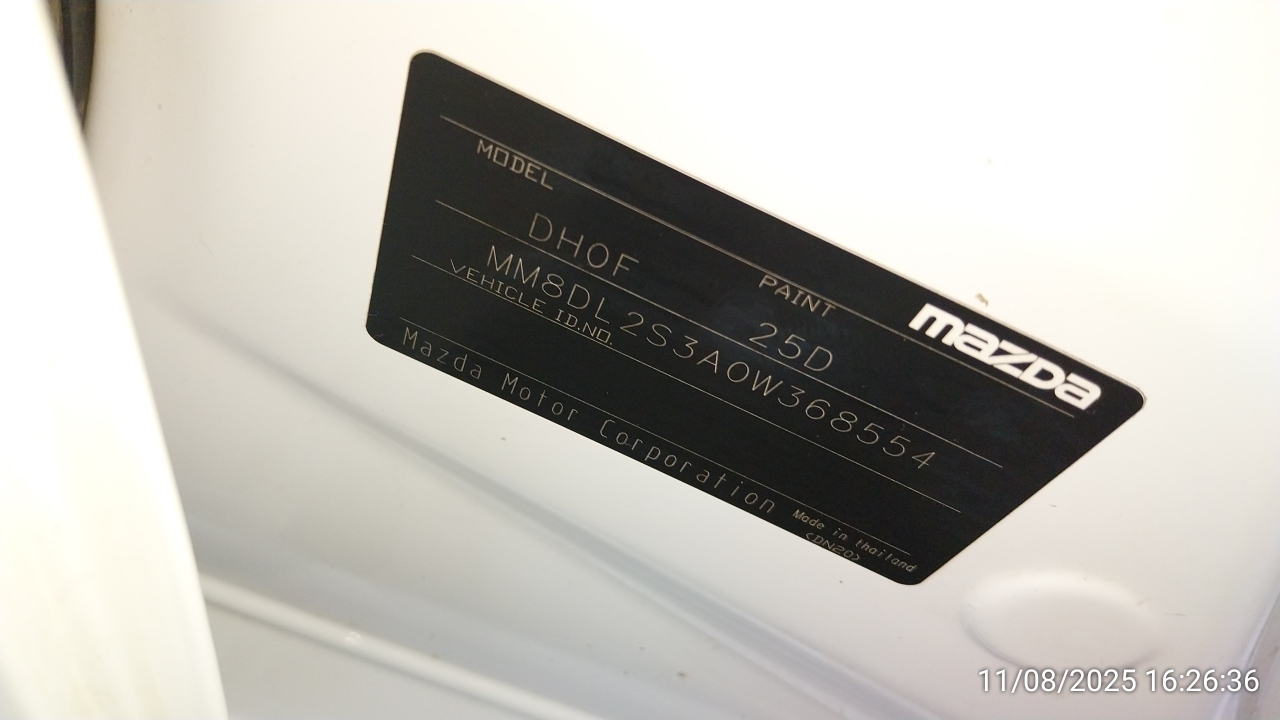 mazda
MODEL DH0F PAINT 25D
MM8DL2S3A0W368554
VEHICLE ID.NO.
Mazda Motor Corporation
Made in thailand
(DN20)
11/08/2025 16:26:36